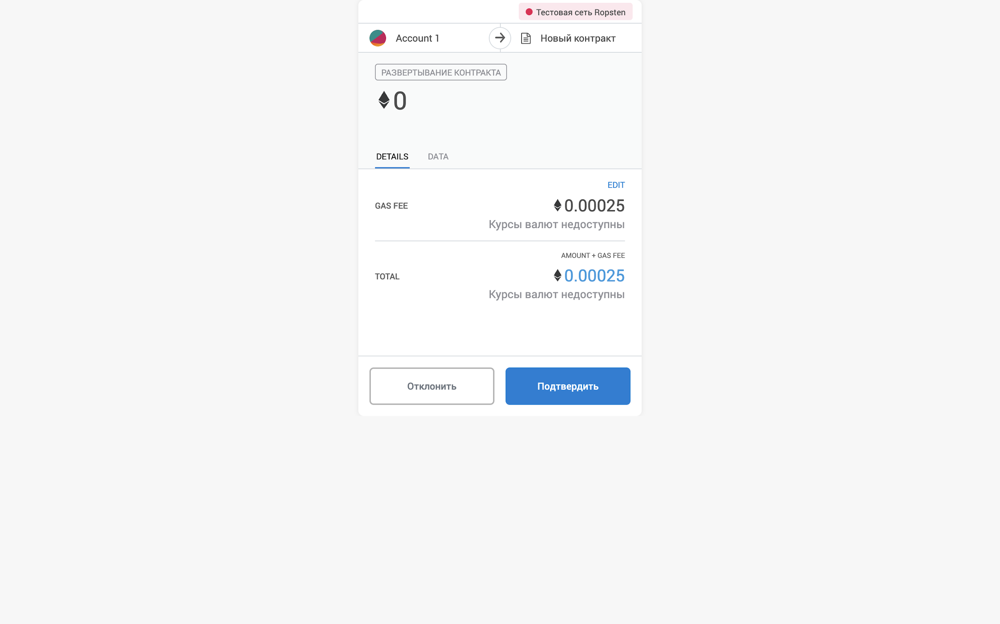 Тестовая сеть Ropsten
Account 1
Новый контракт
РАЗВЕРТЫВАНИЕ КОНТРАКТА
0
DETAILS DATA
EDIT
GAS FEE 0.00025
Курсы валют недоступны
AMOUNT + GAS FEE
TOTAL 0.00025
Курсы валют недоступны
Отклонить Подтвердить